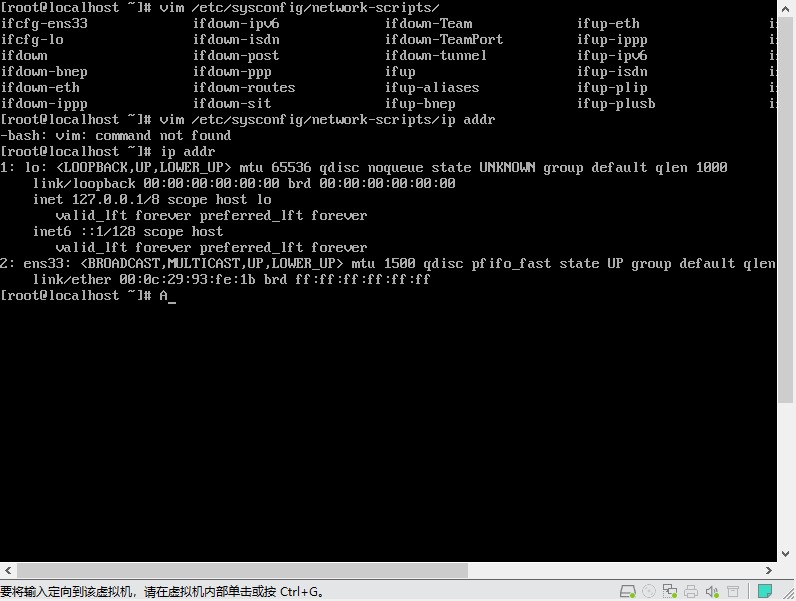 [root@localhost ~]# vim /etc/sysconfig/network-scripts/
ifcfg-ens33 ifdown-ipv6 ifdown-Team ifup-eth i
ifcfg-lo ifdown-isdn ifdown-TeamPort ifup-ippp i
ifdown ifdown-post ifdown-tunnel ifup-ipv6 i
ifdown-bnep ifdown-ppp ifup ifup-isdn i
ifdown-eth ifdown-routes ifup-aliases ifup-plip i
ifdown-ippp ifdown-sit ifup-bnep ifup-plusb i
[root@localhost ~]# vim /etc/sysconfig/network-scripts/ip addr
-bash: vim: command not found
[root@localhost ~]# ip addr
1: lo: <LOOPBACK,UP,LOWER_UP> mtu 65536 qdisc noqueue state UNKNOWN group default qlen 1000
link/loopback 00:00:00:00:00:00 brd 00:00:00:00:00:00
inet 127.0.0.1/8 scope host lo
valid_lft forever preferred_lft forever
inet6 ::1/128 scope host
valid_lft forever preferred_lft forever
2: ens33: <BROADCAST,MULTICAST,UP,LOWER_UP> mtu 1500 qdisc pfifo_fast state UP group default qlen
link/ether 00:0c:29:93:fe:1b brd ff:ff:ff:ff:ff:ff
[root@localhost ~]# A_
要将输入定向到该虚拟机，请在虚拟机内部单击或按 Ctrl+G。